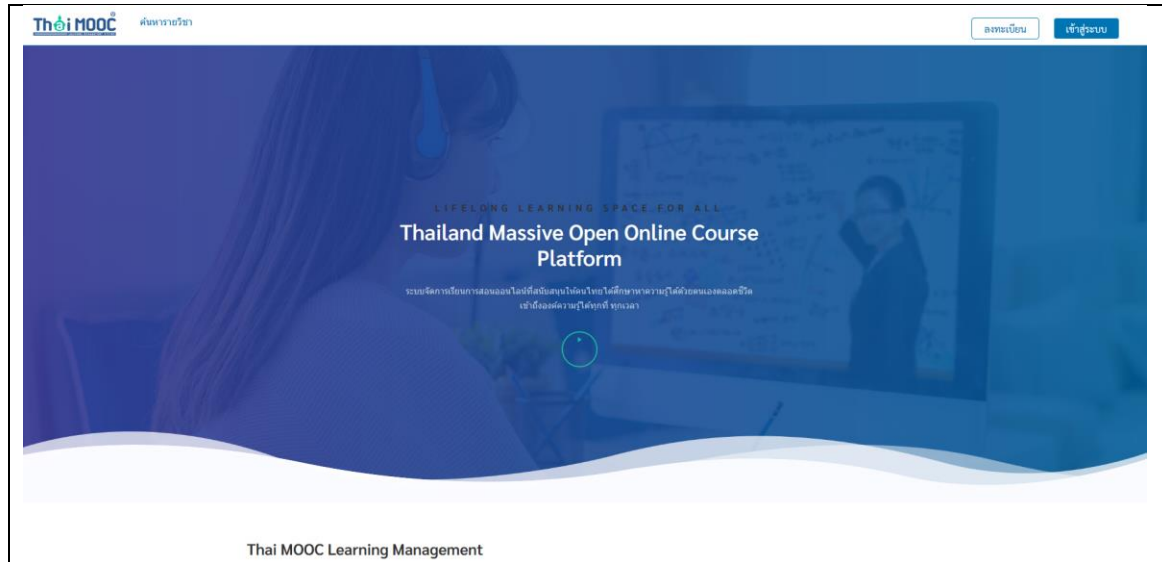 Thai MOOC
ค้นหารายวิชา
ลงทะเบียน
เข้าสู่ระบบ
LIFELONG LEARNING SPACE FOR ALL
Thailand Massive Open Online Course
Platform
ระบบจัดการเรียนการสอนออนไลน์ที่สนับสนุนให้คนไทยได้ศึกษาหาความรู้ได้ด้วยตนเองตลอดชีวิต
เข้าถึงองค์ความรู้ได้ทุกที่ ทุกเวลา
Thai MOOC Learning Management